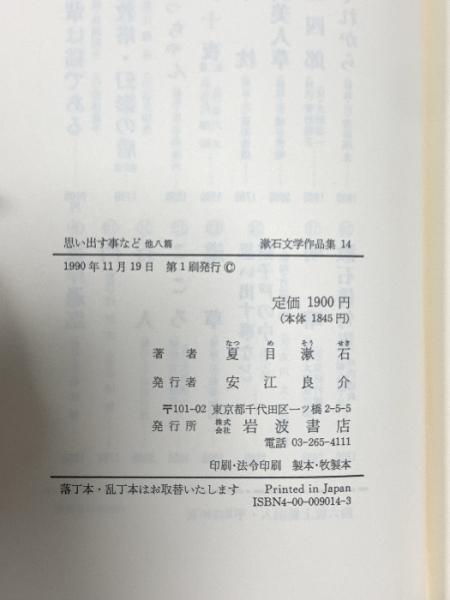 思い出す事など 他八篇 漱石文学作品集 14
1990年11月19日 第1刷発行 ©
定価 1900円
(本体 1845円)
なつ め そう せき
著者 夏目漱石
発行者 安江良介
〒101-02 東京都千代田区一ツ橋2-5-5
発行所 株式会社 岩波書店
電話 03-265-4111
印刷・法令印刷 製本・牧製本
落丁本・乱丁本はお取替いたします Printed in Japan
ISBN4-00-009014-3